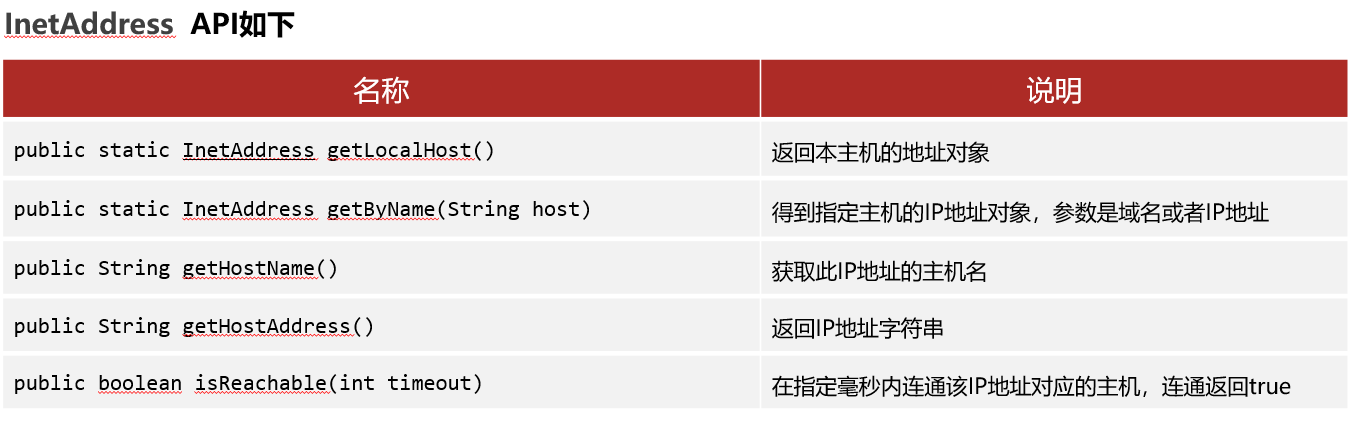 InetAddress API如下
名称 说明
public static InetAddress getLocalHost() 返回本主机的地址对象
public static InetAddress getByName(String host) 得到指定主机的IP地址对象，参数是域名或者IP地址
public String getHostName() 获取此IP地址的主机名
public String getHostAddress() 返回IP地址字符串
public boolean isReachable(int timeout) 在指定毫秒内连通该IP地址对应的主机，连通返回true